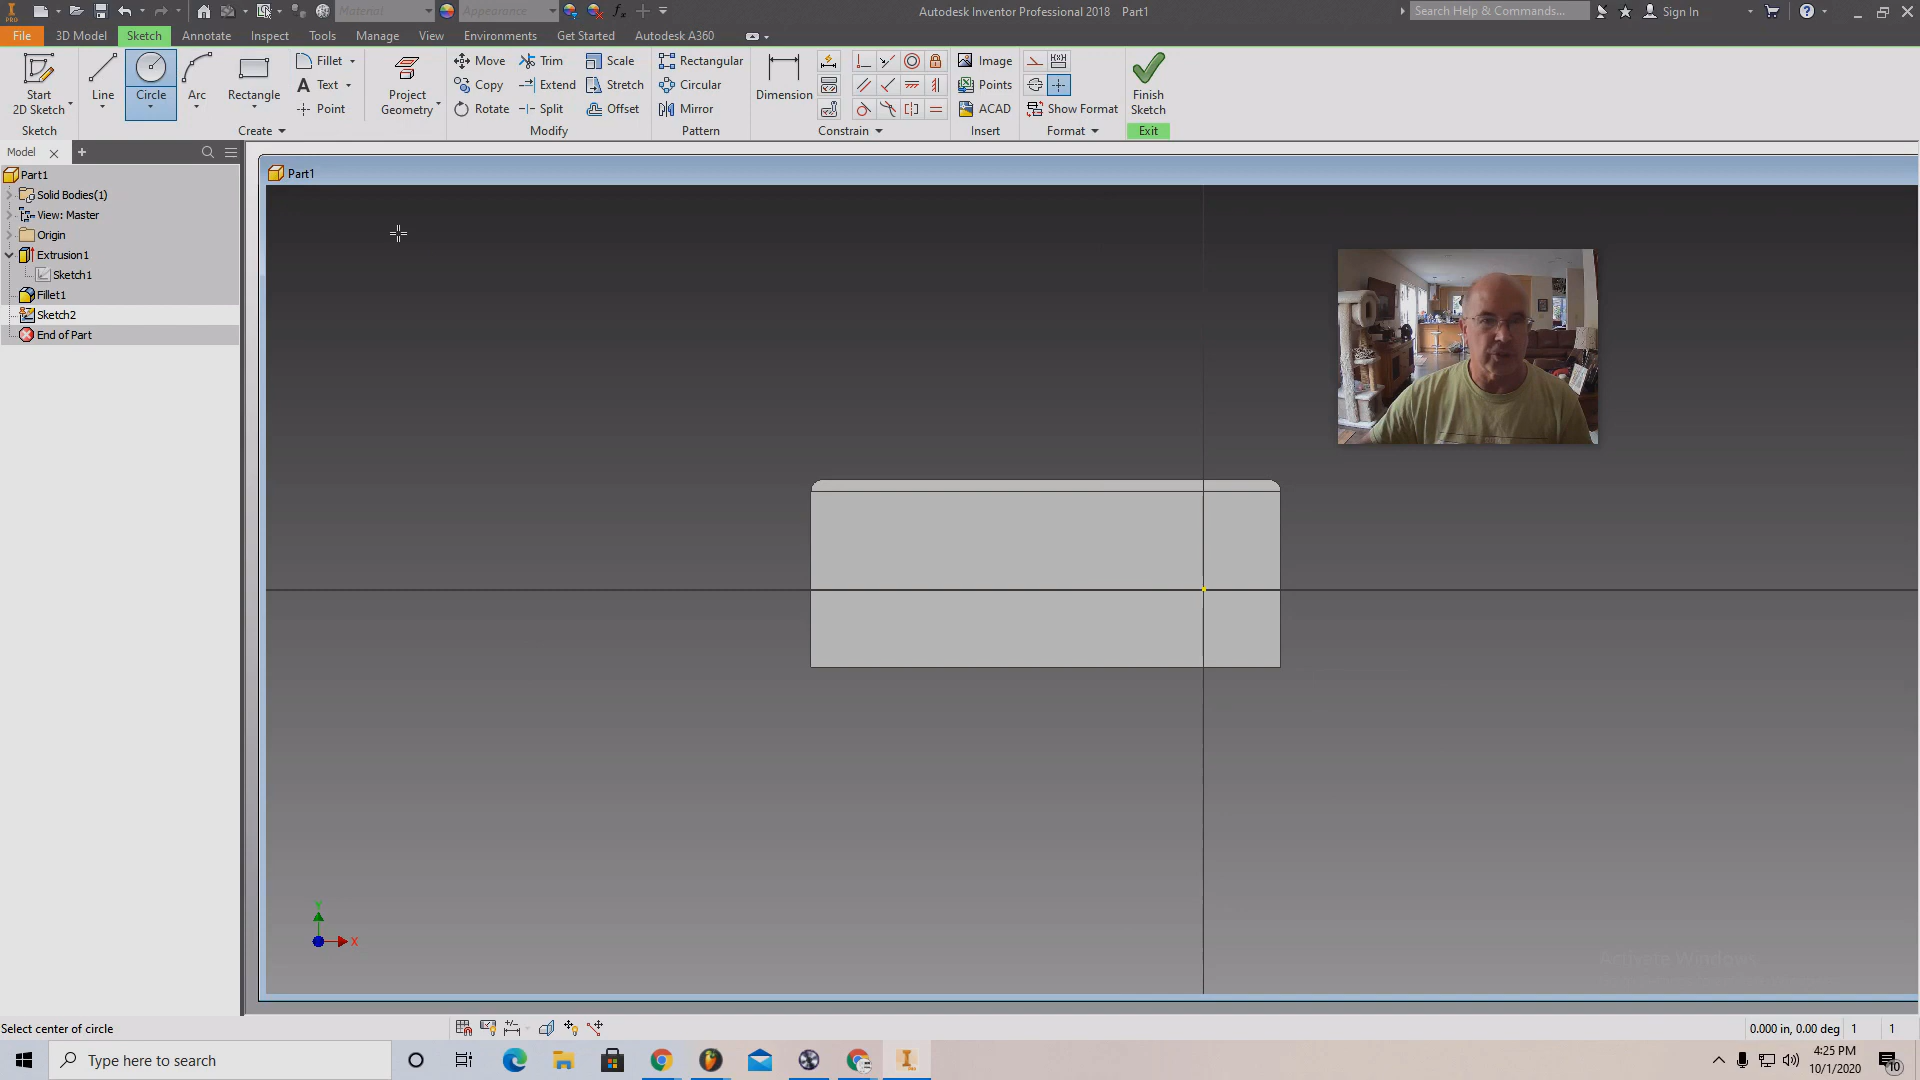 Material
Appearance
Autodesk Inventor Professional 2018 Part1
Search Help & Commands...
Sign In
File
3D Model
Sketch
Annotate
Inspect
Tools
Manage
View
Environments
Get Started
Autodesk A360
Start
2D Sketch
Line
Circle
Arc
Rectangle
Fillet
Text
Point
Project
Geometry
Move
Copy
Rotate
Trim
Extend
Split
Scale
Stretch
Offset
Rectangular
Circular
Mirror
Dimension
Image
Points
ACAD
Show Format
Finish
Sketch
Sketch
Create
Modify
Pattern
Constrain
Insert
Format
Exit
Model
Part1
Solid Bodies(1)
View: Master
Origin
Extrusion1
Sketch1
Fillet1
Sketch2
End of Part
Part1
Y
X
Activate Windows
Select center of circle
0.000 in, 0.00 deg
1
1
Type here to search
4:25 PM
10/1/2020
10